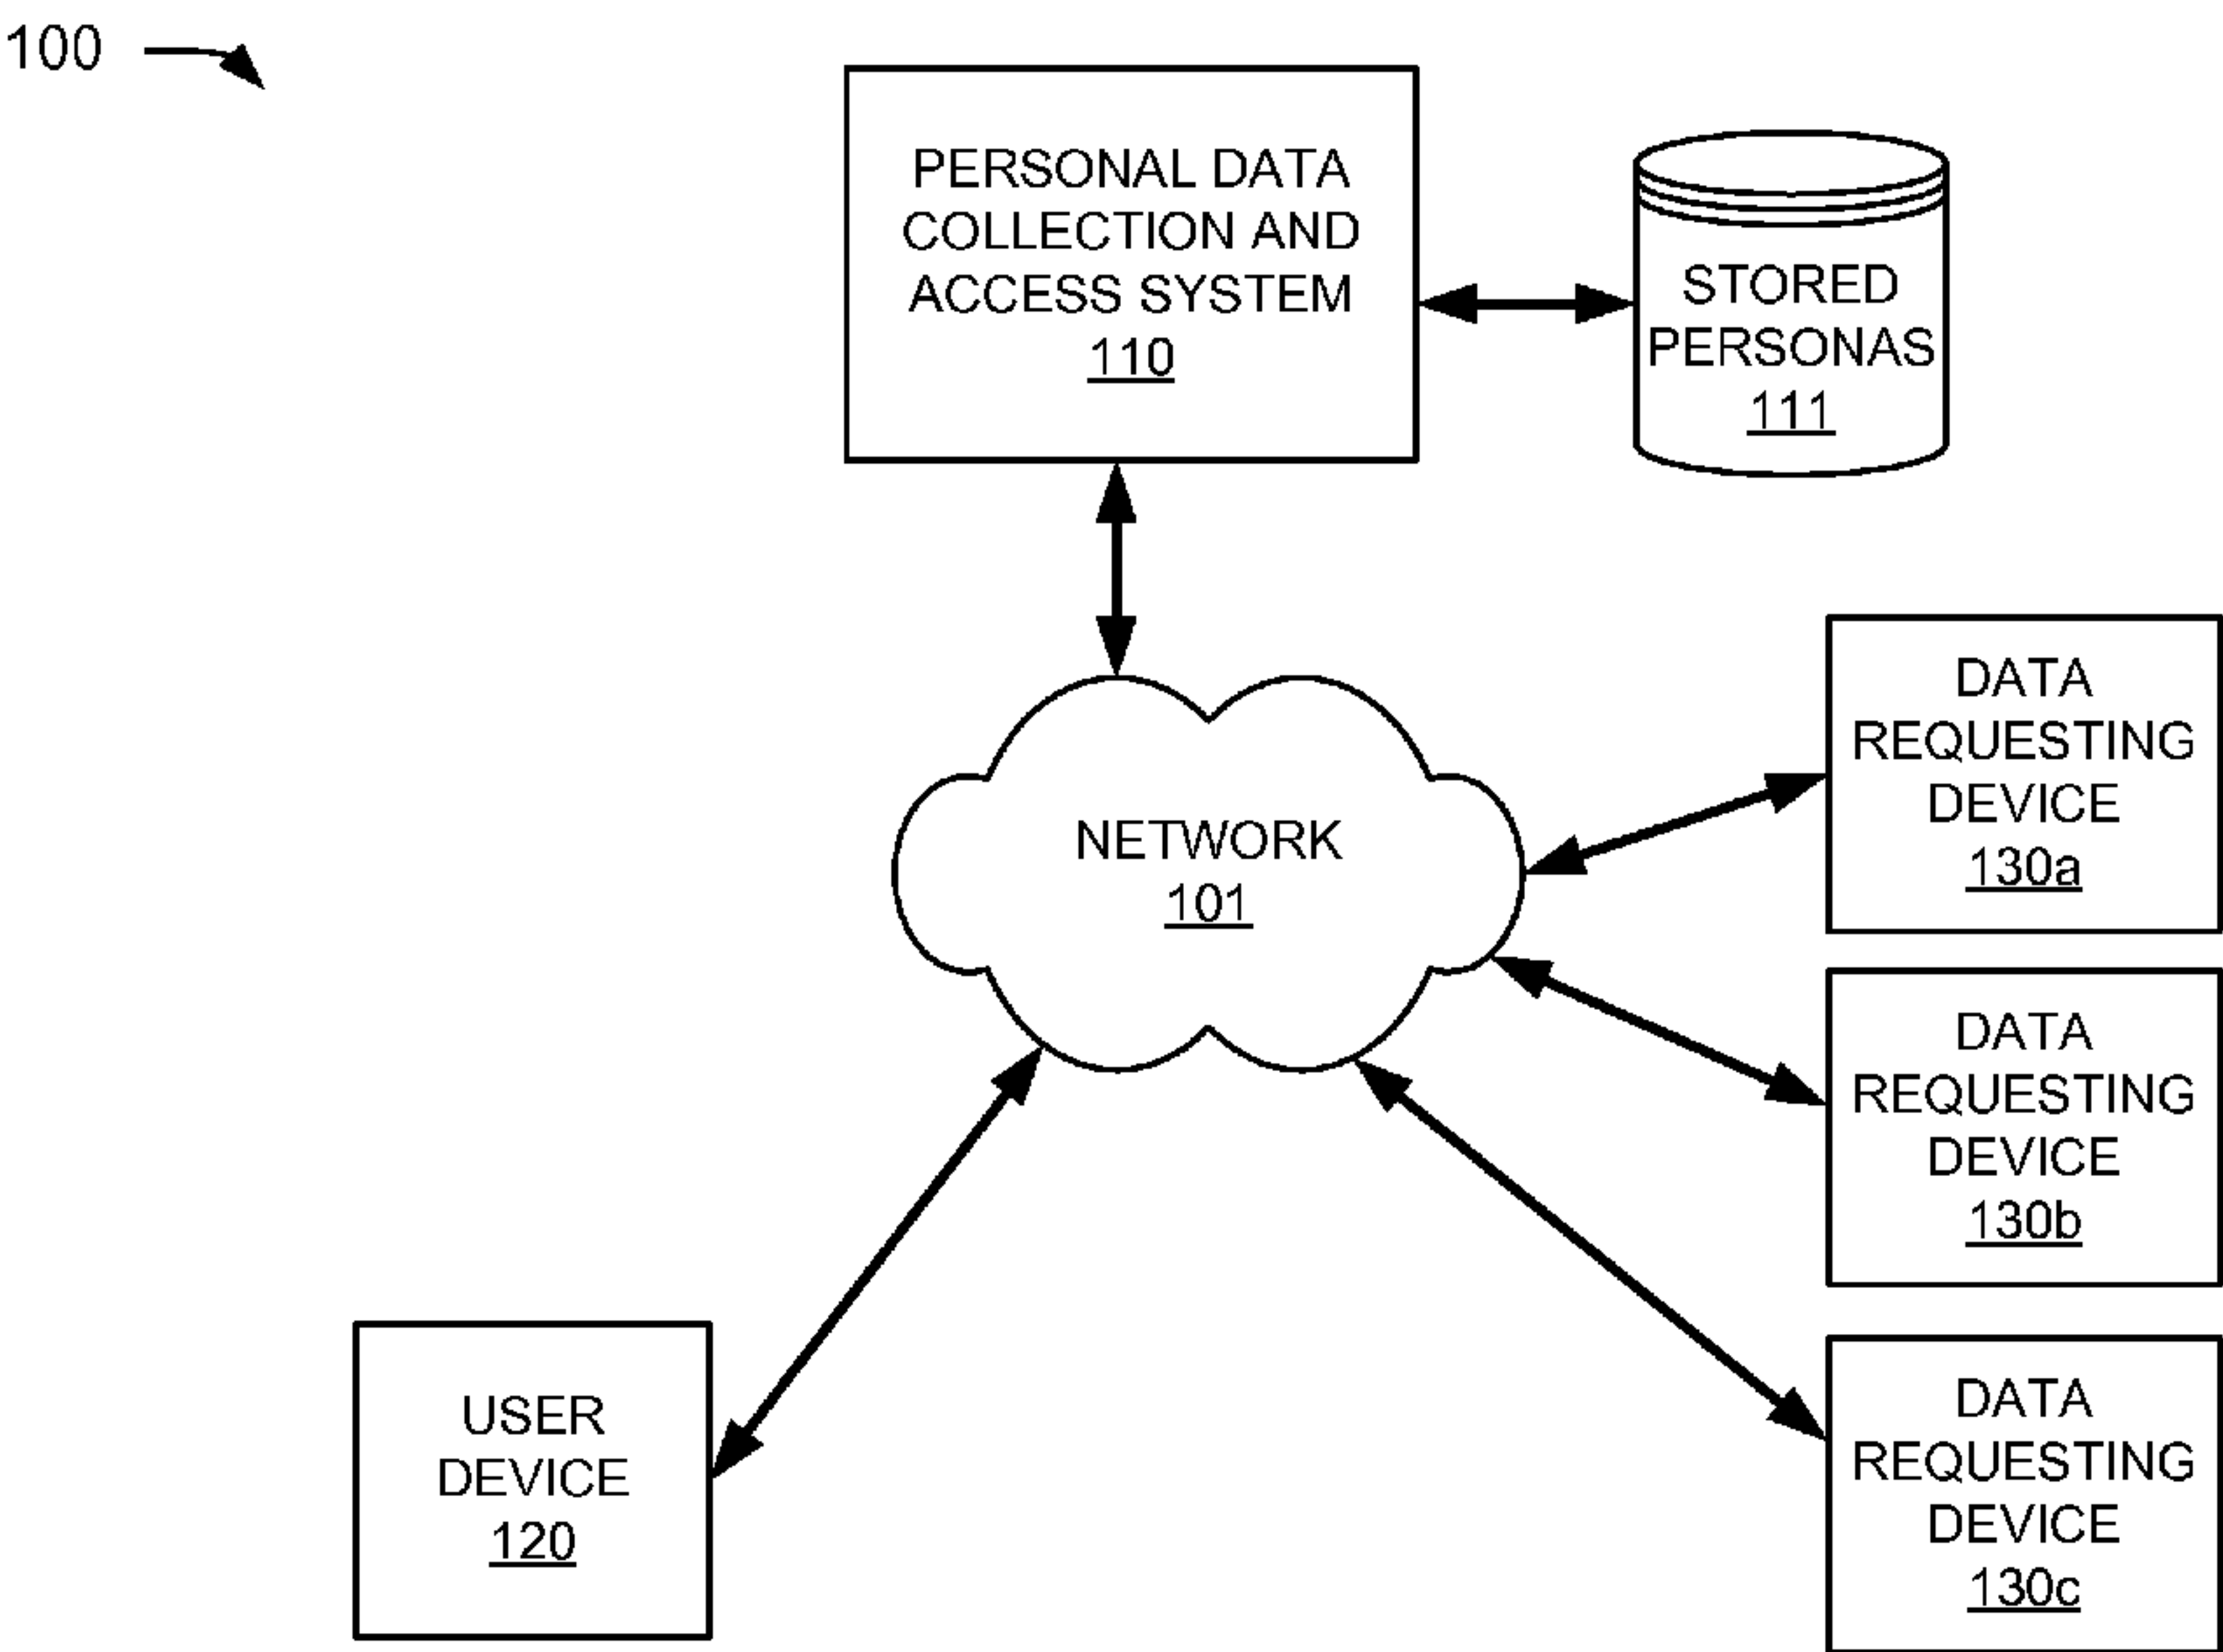 100
PERSONAL DATA
COLLECTION AND
ACCESS SYSTEM
110
STORED
PERSONAS
111
NETWORK
101
DATA
REQUESTING
DEVICE
130a
DATA
REQUESTING
DEVICE
130b
DATA
REQUESTING
DEVICE
130c
USER
DEVICE
120